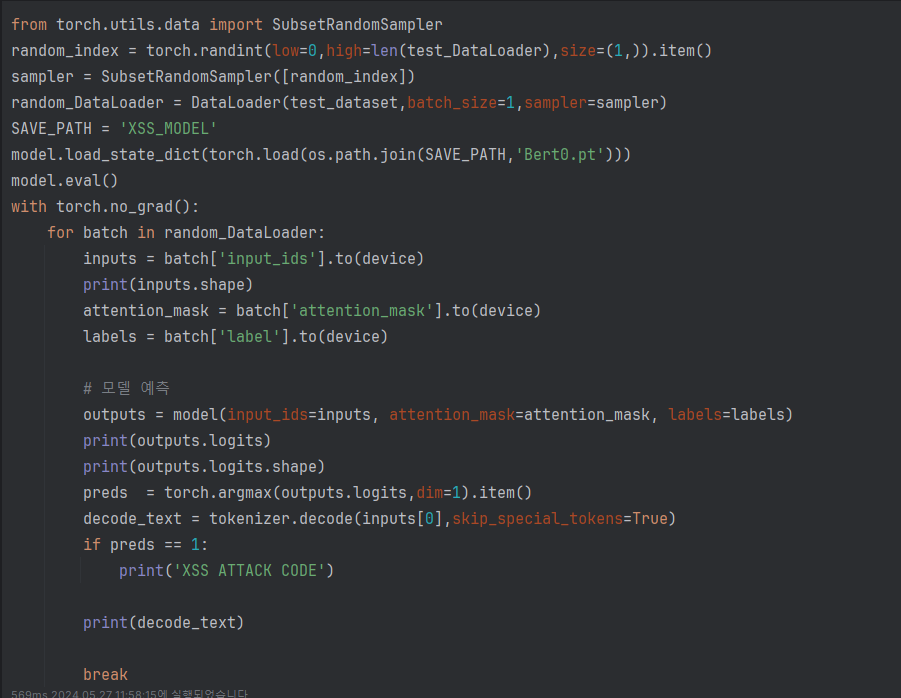 from torch.utils.data import SubsetRandomSampler
random_index = torch.randint(low=0,high=len(test_DataLoader),size=(1,)).item()
sampler = SubsetRandomSampler([random_index])
random_DataLoader = DataLoader(test_dataset,batch_size=1,sampler=sampler)
SAVE_PATH = 'XSS_MODEL'
model.load_state_dict(torch.load(os.path.join(SAVE_PATH,'Bert0.pt')))
model.eval()
with torch.no_grad():
    for batch in random_DataLoader:
        inputs = batch['input_ids'].to(device)
        print(inputs.shape)
        attention_mask = batch['attention_mask'].to(device)
        labels = batch['label'].to(device)
        # 모델 예측
        outputs = model(input_ids=inputs, attention_mask=attention_mask, labels=labels)
        print(outputs.logits)
        print(outputs.logits.shape)
        preds  = torch.argmax(outputs.logits,dim=1).item()
        decode_text = tokenizer.decode(inputs[0],skip_special_tokens=True)
        if preds == 1:
            print('XSS ATTACK CODE')
        print(decode_text)
        break
569ms 2024.05.27 11:58:15에 실행되었습니다